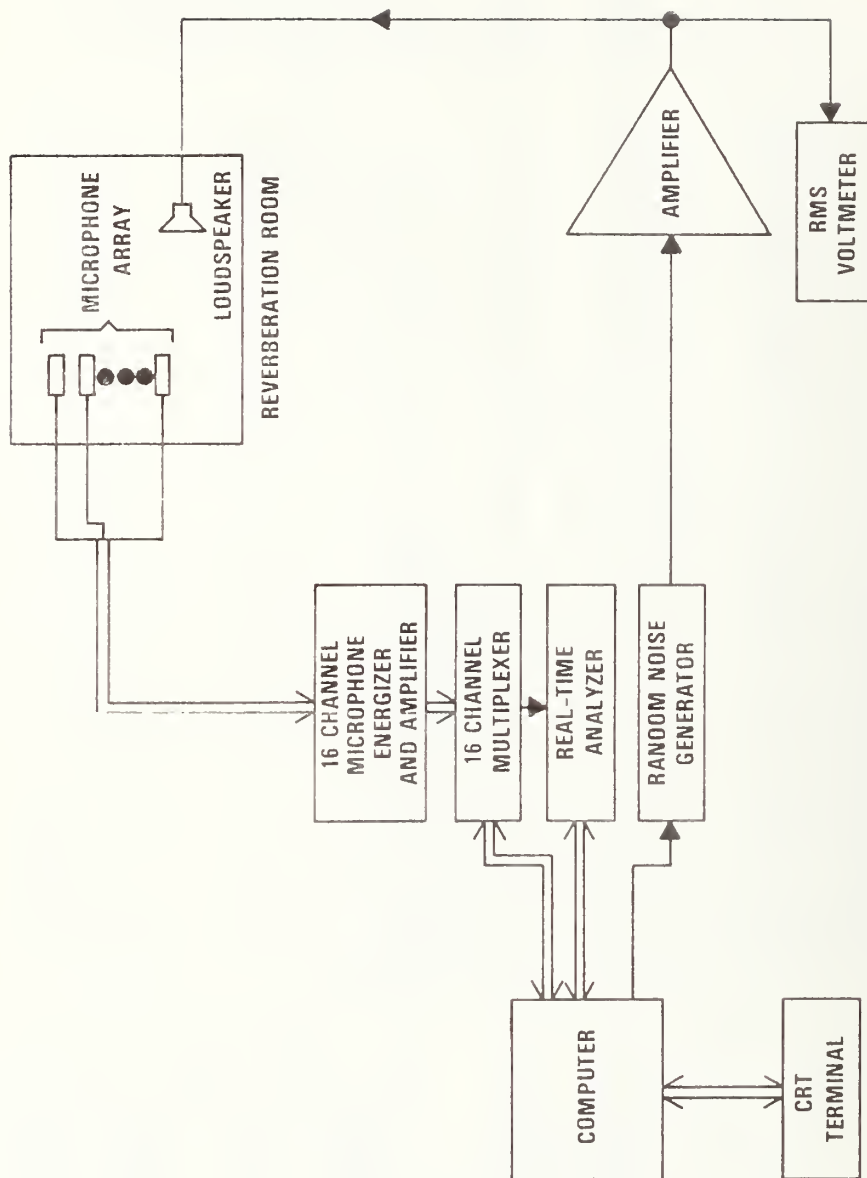 MICROPHONE
ARRAY
LOUDSPEAKER
REVERBERATION ROOM
16 CHANNEL
MICROPHONE
ENERGIZER
AND AMPLIFIER
16 CHANNEL
MULTIPLEXER
REAL-TIME
ANALYZER
RANDOM NOISE
GENERATOR
AMPLIFIER
RMS
VOLTMETER
COMPUTER
CRT
TERMINAL